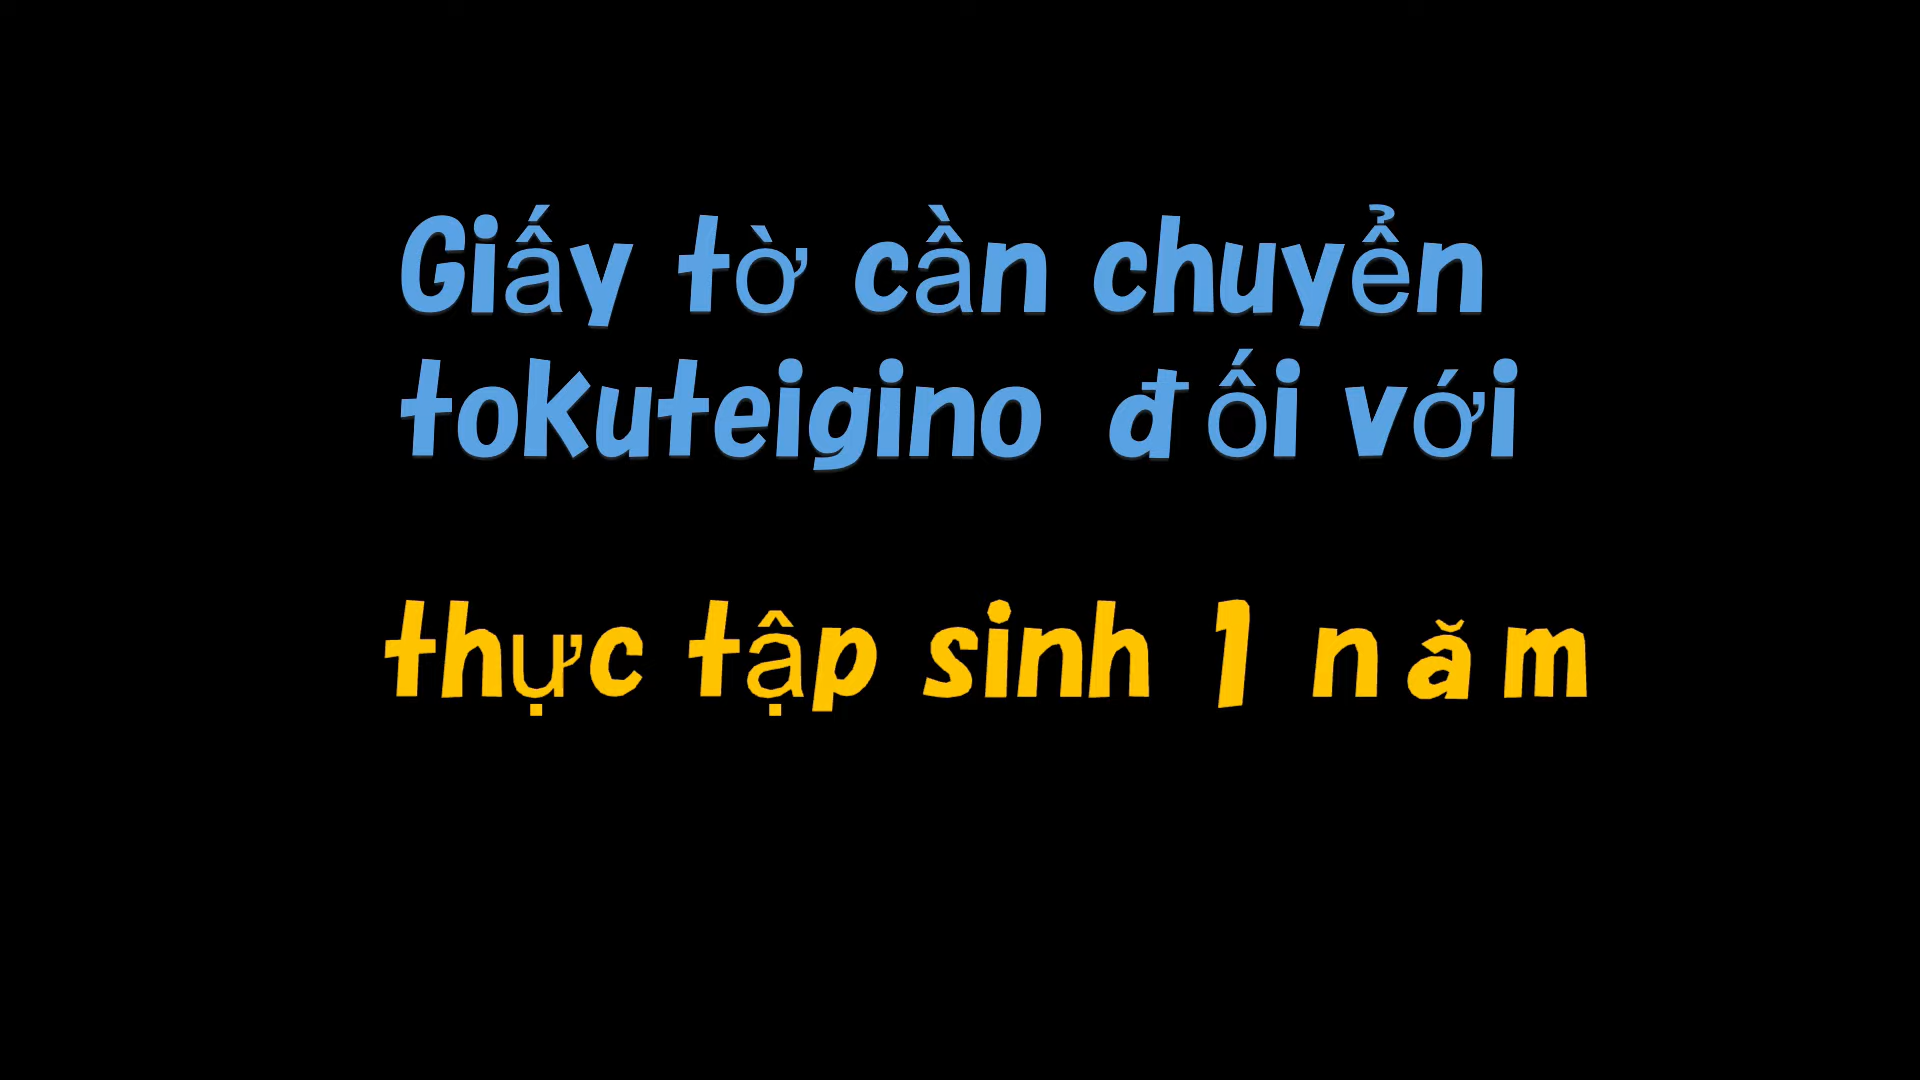 Giấy tờ cần chuyển
tokuteigino đối với
thực tập sinh 1 năm